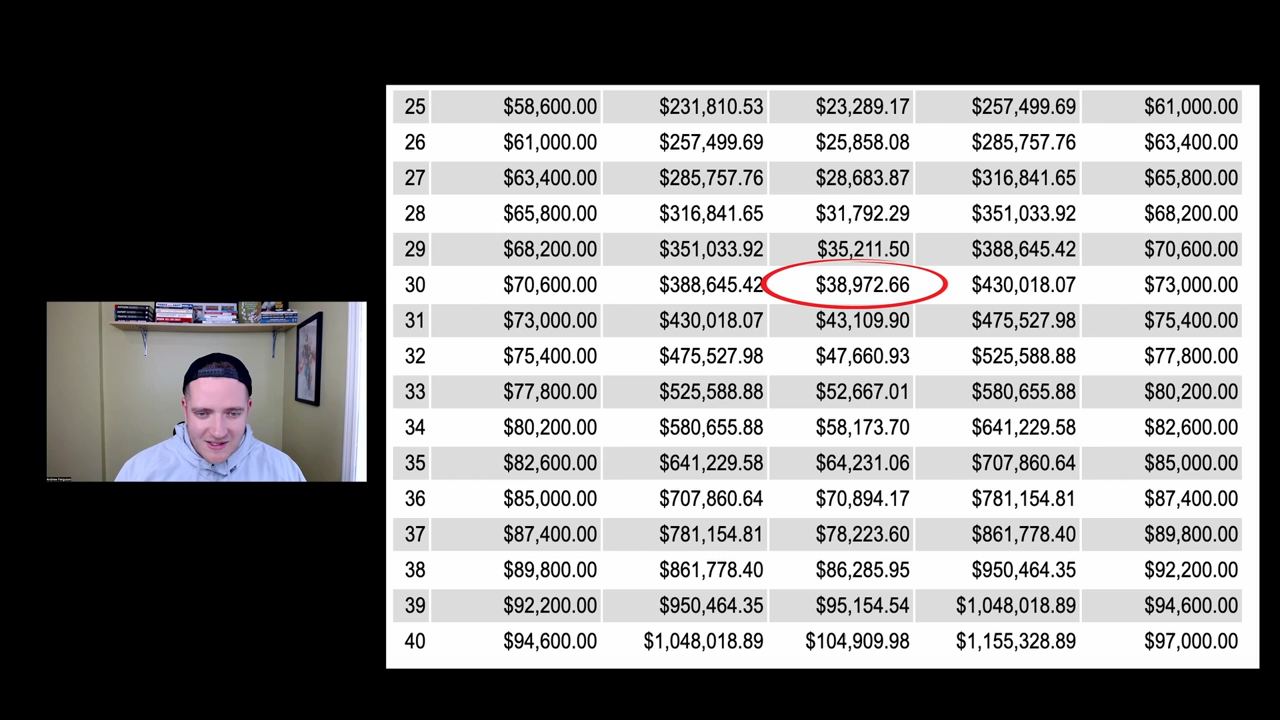 25 $58,600.00 $231,810.53 $23,289.17 $257,499.69 $61,000.00
26 $61,000.00 $257,499.69 $25,858.08 $285,757.76 $63,400.00
27 $63,400.00 $285,757.76 $28,683.87 $316,841.65 $65,800.00
28 $65,800.00 $316,841.65 $31,792.29 $351,033.92 $68,200.00
29 $68,200.00 $351,033.92 $35,211.50 $388,645.42 $70,600.00
30 $70,600.00 $388,645.42 $38,972.66 $430,018.07 $73,000.00
31 $73,000.00 $430,018.07 $43,109.90 $475,527.98 $75,400.00
32 $75,400.00 $475,527.98 $47,660.93 $525,588.88 $77,800.00
33 $77,800.00 $525,588.88 $52,667.01 $580,655.88 $80,200.00
34 $80,200.00 $580,655.88 $58,173.70 $641,229.58 $82,600.00
35 $82,600.00 $641,229.58 $64,231.06 $707,860.64 $85,000.00
36 $85,000.00 $707,860.64 $70,894.17 $781,154.81 $87,400.00
37 $87,400.00 $781,154.81 $78,223.60 $861,778.40 $89,800.00
38 $89,800.00 $861,778.40 $86,285.95 $950,464.35 $92,200.00
39 $92,200.00 $950,464.35 $95,154.54 $1,048,018.89 $94,600.00
40 $94,600.00 $1,048,018.89 $104,909.98 $1,155,328.89 $97,000.00
Andrew Ferguson